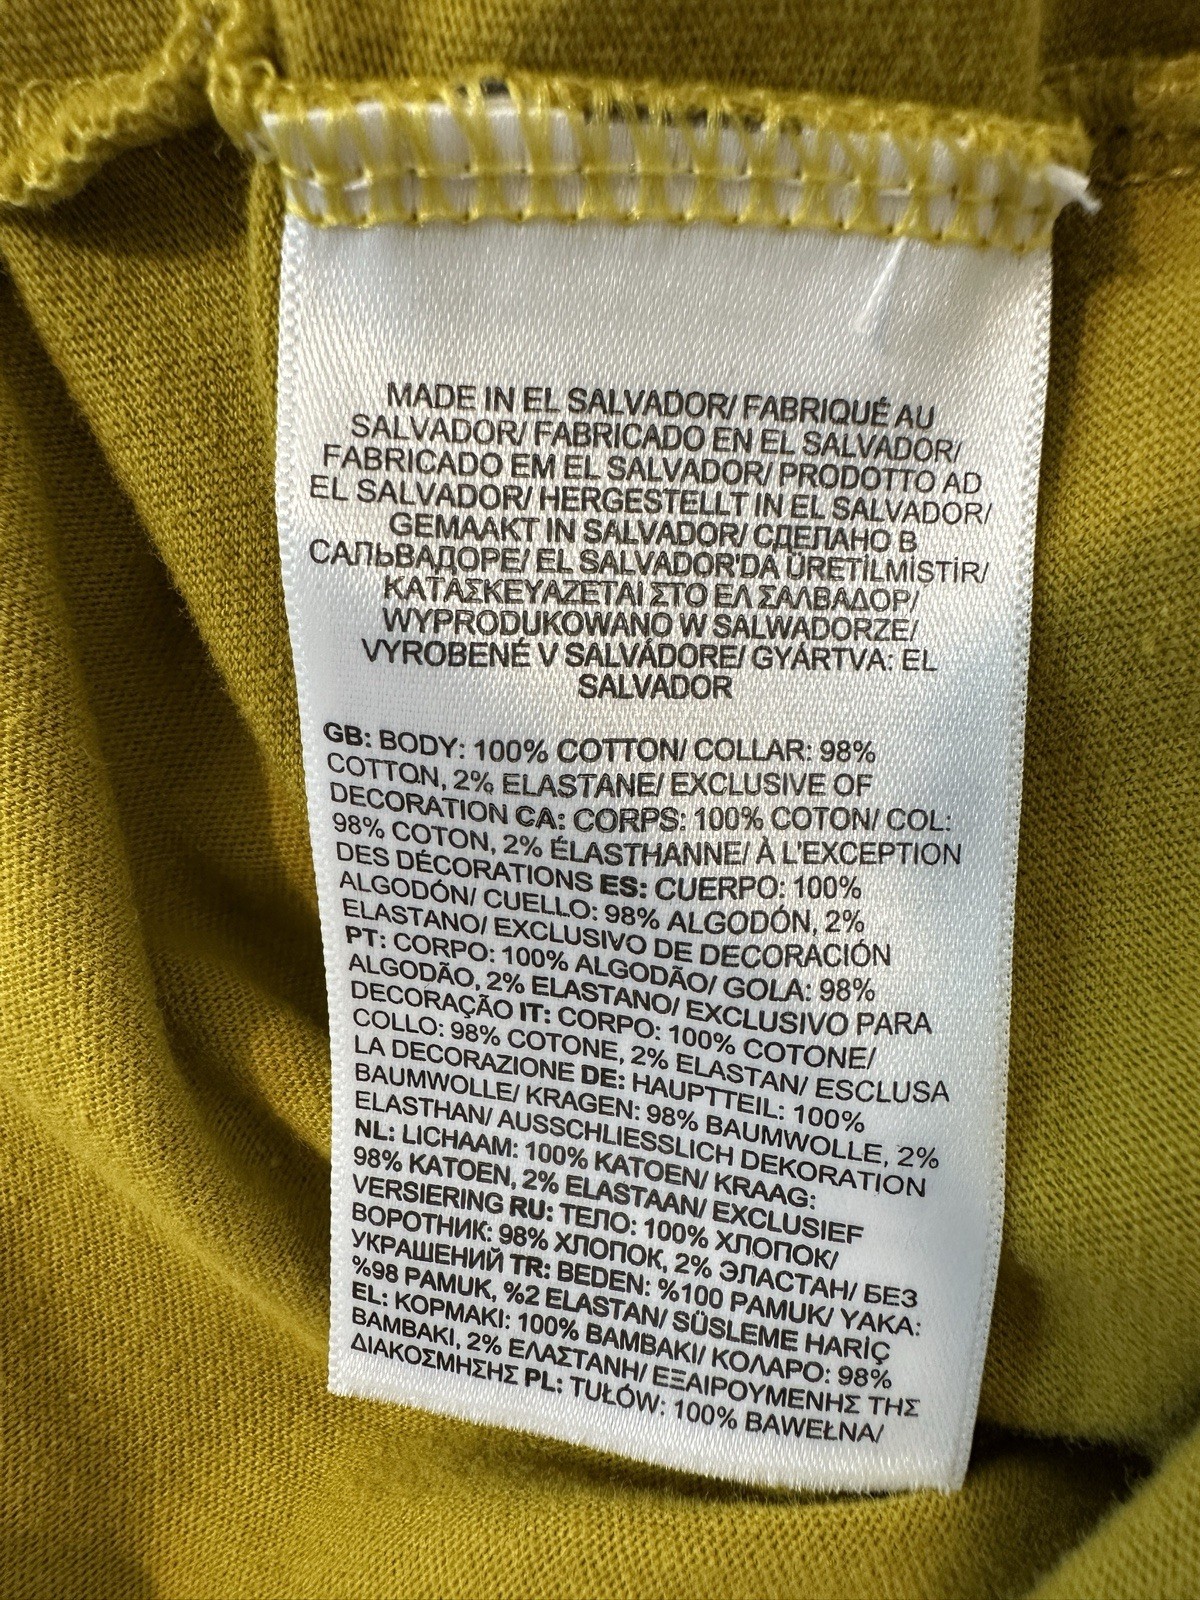 MADE IN EL SALVADOR/ FABRIQUÉ AU
SALVADOR/ FABRICADO EN EL SALVADOR/
FABRICADO EM EL SALVADOR/ PRODOTTO AD
EL SALVADOR/ HERGESTELLT IN EL SALVADOR/
GEMAAKT IN SALVADOR/ СДЕЛАНО В
САЛЬВАДОРЕ/ EL SALVADOR'DA ÜRETİLMİSTİR/
ΚΑΤΑΣΚΕΥΑΖΕΤΑΙ ΣΤΟ ΕΛ ΣΑΛΒΑΔΟΡ/
WYPRODUKOWANO W SALWADORZE/
VYROBENÉ V SALVÁDORE/ GYÁRTVA: EL
SALVADOR
GB: BODY: 100% COTTON/ COLLAR: 98%
COTTON, 2% ELASTANE/ EXCLUSIVE OF
DECORATION CA: CORPS: 100% COTON/ COL:
98% COTON, 2% ÉLASTHANNE/ À L'EXCEPTION
DES DÉCORATIONS ES: CUERPO: 100%
ALGODÓN/ CUELLO: 98% ALGODÓN, 2%
ELASTANO/ EXCLUSIVO DE DECORACIÓN
PT: CORPO: 100% ALGODÃO/ GOLA: 98%
ALGODÃO, 2% ELASTANO/ EXCLUSIVO PARA
DECORAÇÃO IT: CORPO: 100% COTONE/
COLLO: 98% COTONE, 2% ELASTAN/ ESCLUSA
LA DECORAZIONE DE: HAUPTTEIL: 100%
BAUMWOLLE/ KRAGEN: 98% BAUMWOLLE, 2%
ELASTHAN/ AUSSCHLIESSLICH DEKORATION
NL: LICHAAM: 100% KATOEN/ KRAAG:
98% KATOEN, 2% ELASTAAN/ EXCLUSIEF
VERSIERING RU: ТЕЛО: 100% ХЛОПОК/
ВОРОТНИК: 98% ХЛОПОК, 2% ЭЛАСТАН/ БЕЗ
УКРАШЕНИЙ TR: BEDEN: %100 PAMUK/ YAKA:
%98 PAMUK, %2 ELASTAN/ SÜSLEME HARİÇ
EL: ΚΟΡΜΑΚΙ: 100% ΒΑΜΒΑΚΙ/ ΚΟΛΑΡΟ: 98%
ΒΑΜΒΑΚΙ, 2% ΕΛΑΣΤΑΝΗ/ ΕΞΑΙΡΟΥΜΕΝΗΣ ΤΗΣ
ΔΙΑΚΟΣΜΗΣΗΣ PL: TUŁÓW: 100% BAWEŁNA/